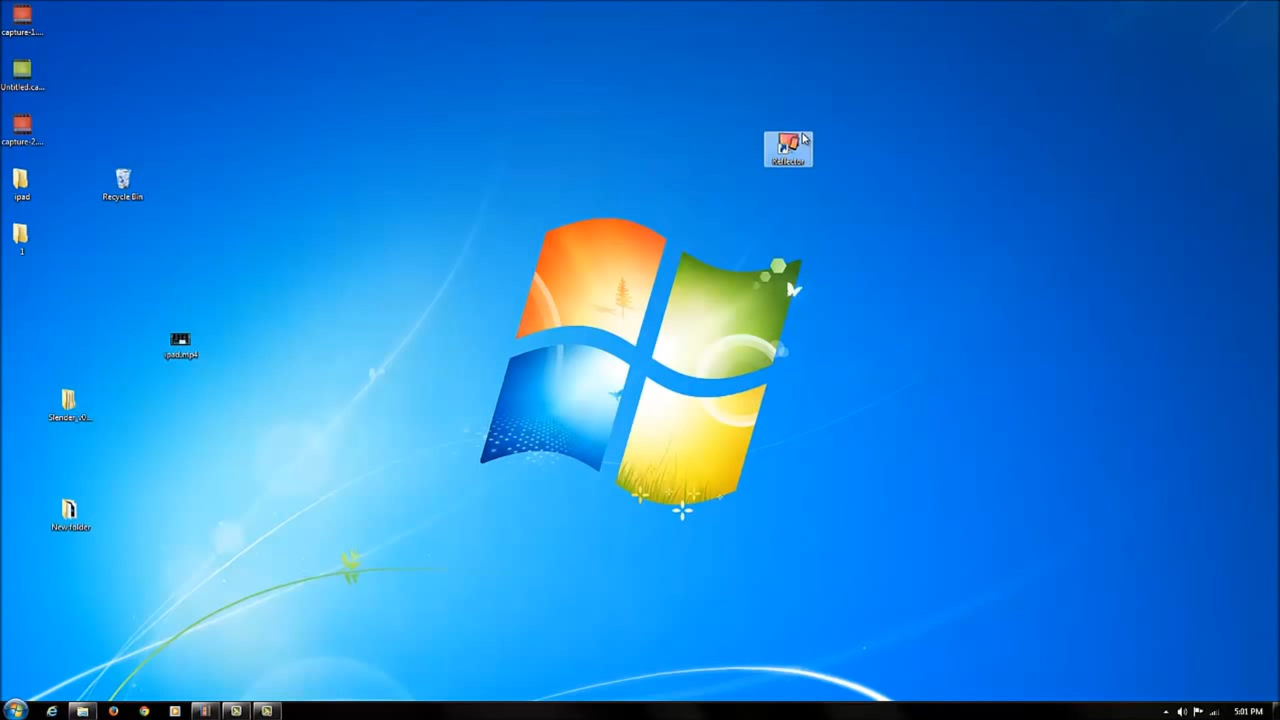 capture-1....
Untitled.ca...
capture-2....
ipad
Recycle Bin
1
Reflector
ipad.mp4
Slender_v0...
New folder
5:01 PM